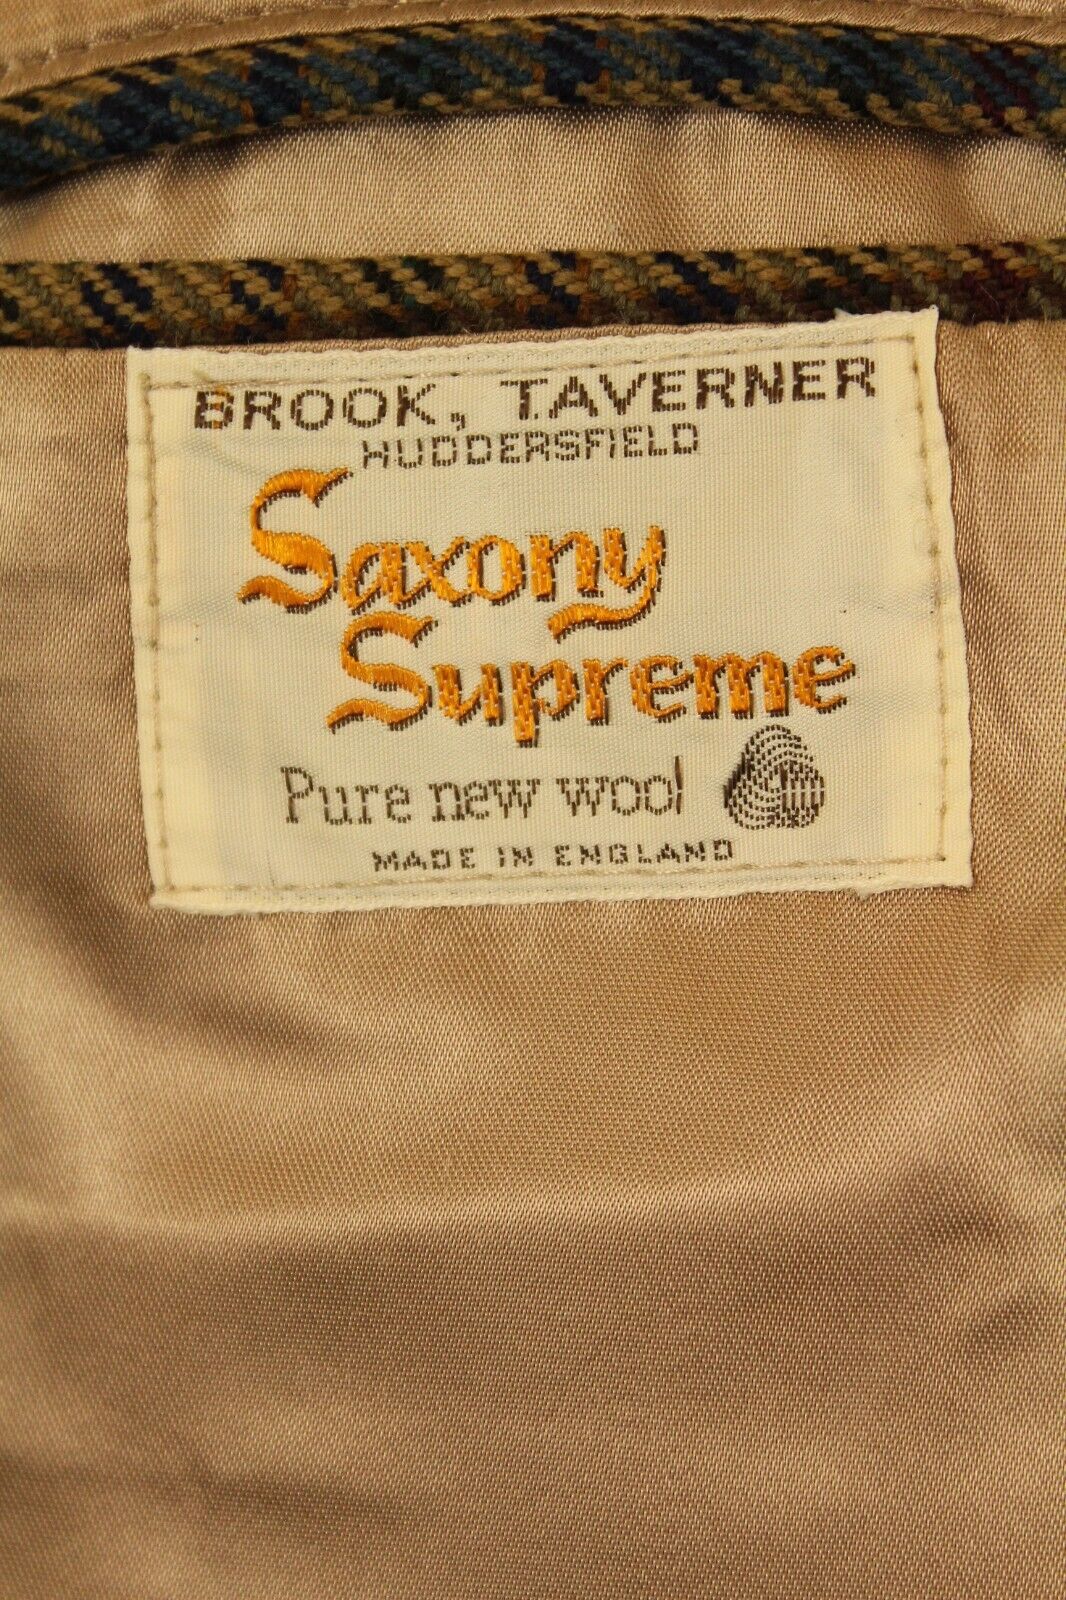 BROOK, TAVERNER
HUDDERSFIELD
Saxony
Supreme
Pure new wool
MADE IN ENGLAND